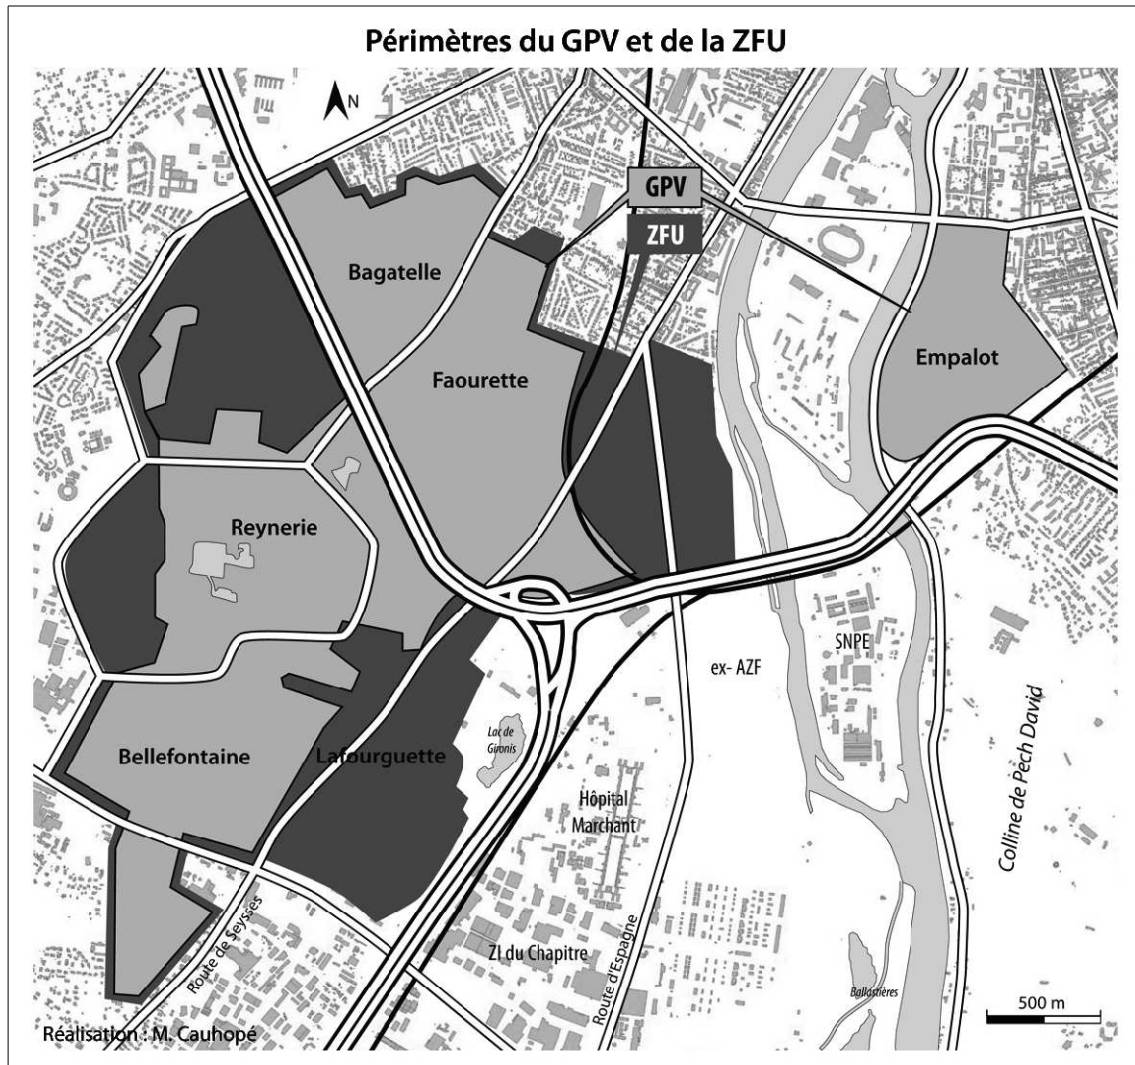 Périmètres du GPV et de la ZFU
N
GPV
ZFU
Bagatelle
Faourette
Empalot
Reynerie
SNPE
ex- AZF
Bellefontaine
Lafourguette
Lac de
Gironis
Hôpital
Marchant
Colline de Pech David
Route de Seysses
ZI du Chapitre
Route d'Espagne
Ballastières
500 m
Réalisation : M. Cauhopé